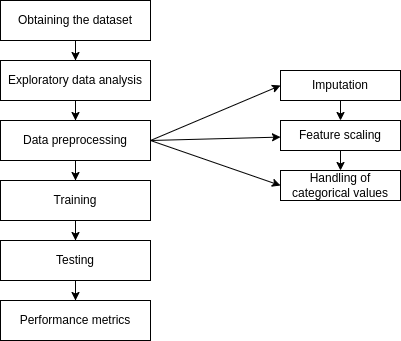 Obtaining the dataset
Exploratory data analysis
Data preprocessing
Training
Testing
Performance metrics
Imputation
Feature scaling
Handling of
categorical values